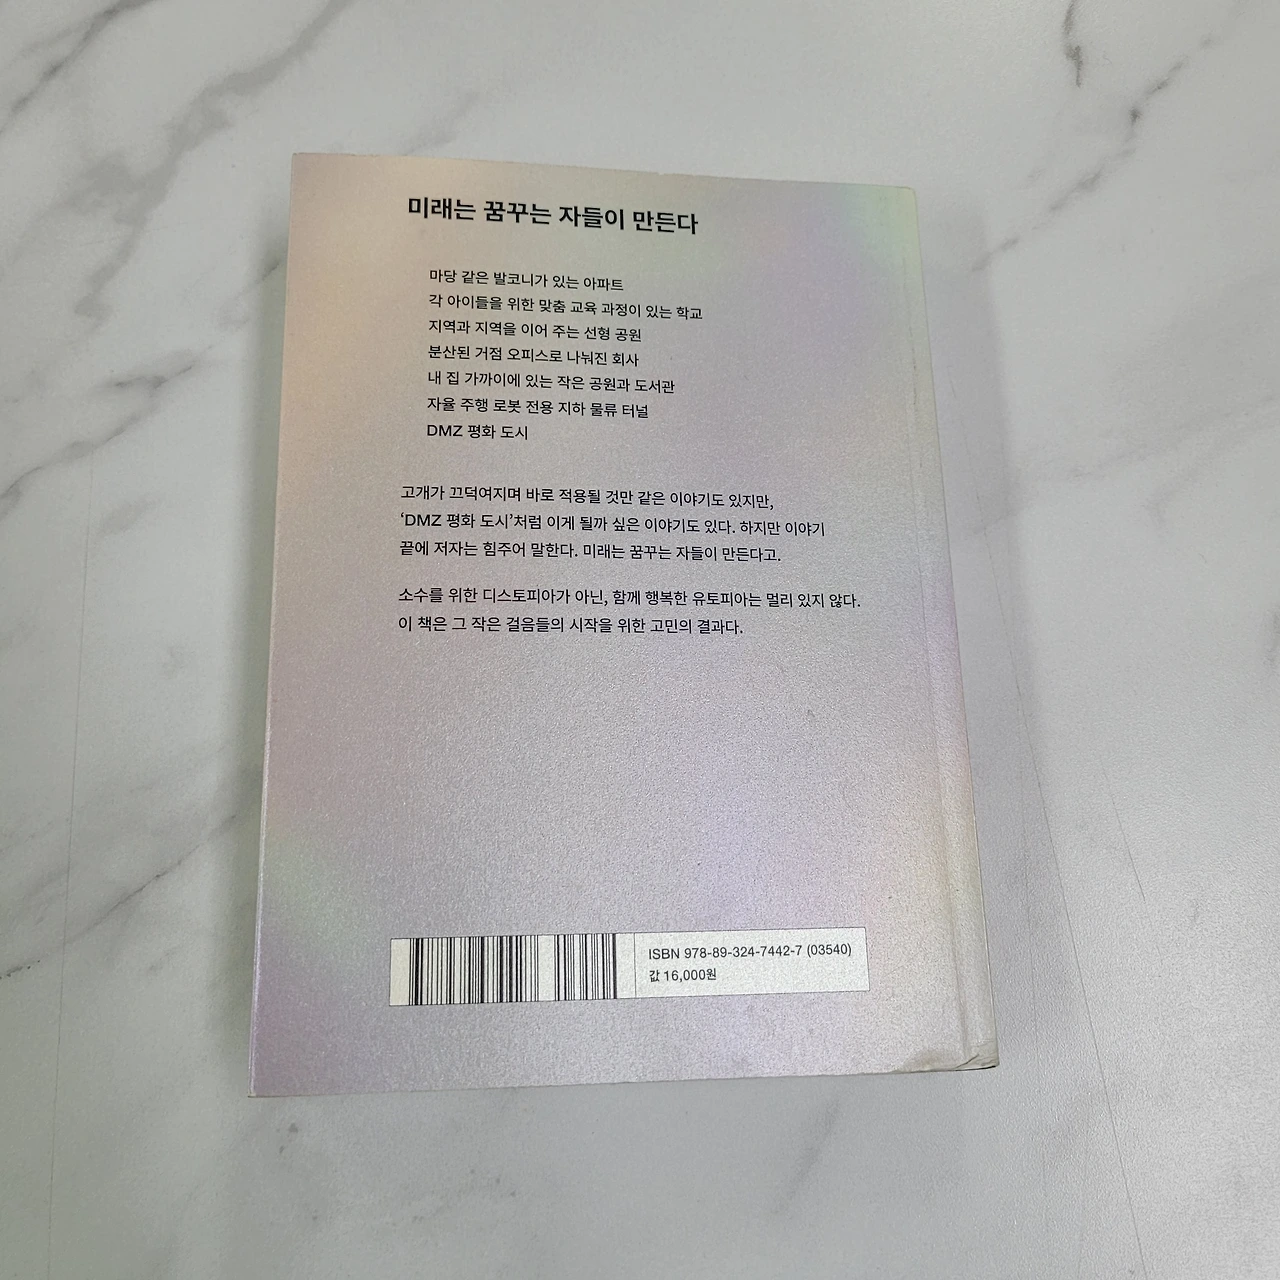 미래는 꿈꾸는 자들이 만든다
마당 같은 발코니가 있는 아파트
각 아이들을 위한 맞춤 교육 과정이 있는 학교
지역과 지역을 이어 주는 선형 공원
분산된 거점 오피스로 나눠진 회사
내 집 가까이에 있는 작은 공원과 도서관
자율 주행 로봇 전용 지하 물류 터널
DMZ 평화 도시
고개가 끄덕여지며 바로 적용될 것만 같은 이야기도 있지만,
‘DMZ 평화 도시’처럼 이게 될까 싶은 이야기도 있다. 하지만 이야기
끝에 저자는 힘주어 말한다. 미래는 꿈꾸는 자들이 만든다고.
소수를 위한 디스토피아가 아닌, 함께 행복한 유토피아는 멀리 있지 않다.
이 책은 그 작은 걸음들의 시작을 위한 고민의 결과다.
ISBN 978-89-324-7442-7 (03540)
값 16,000원